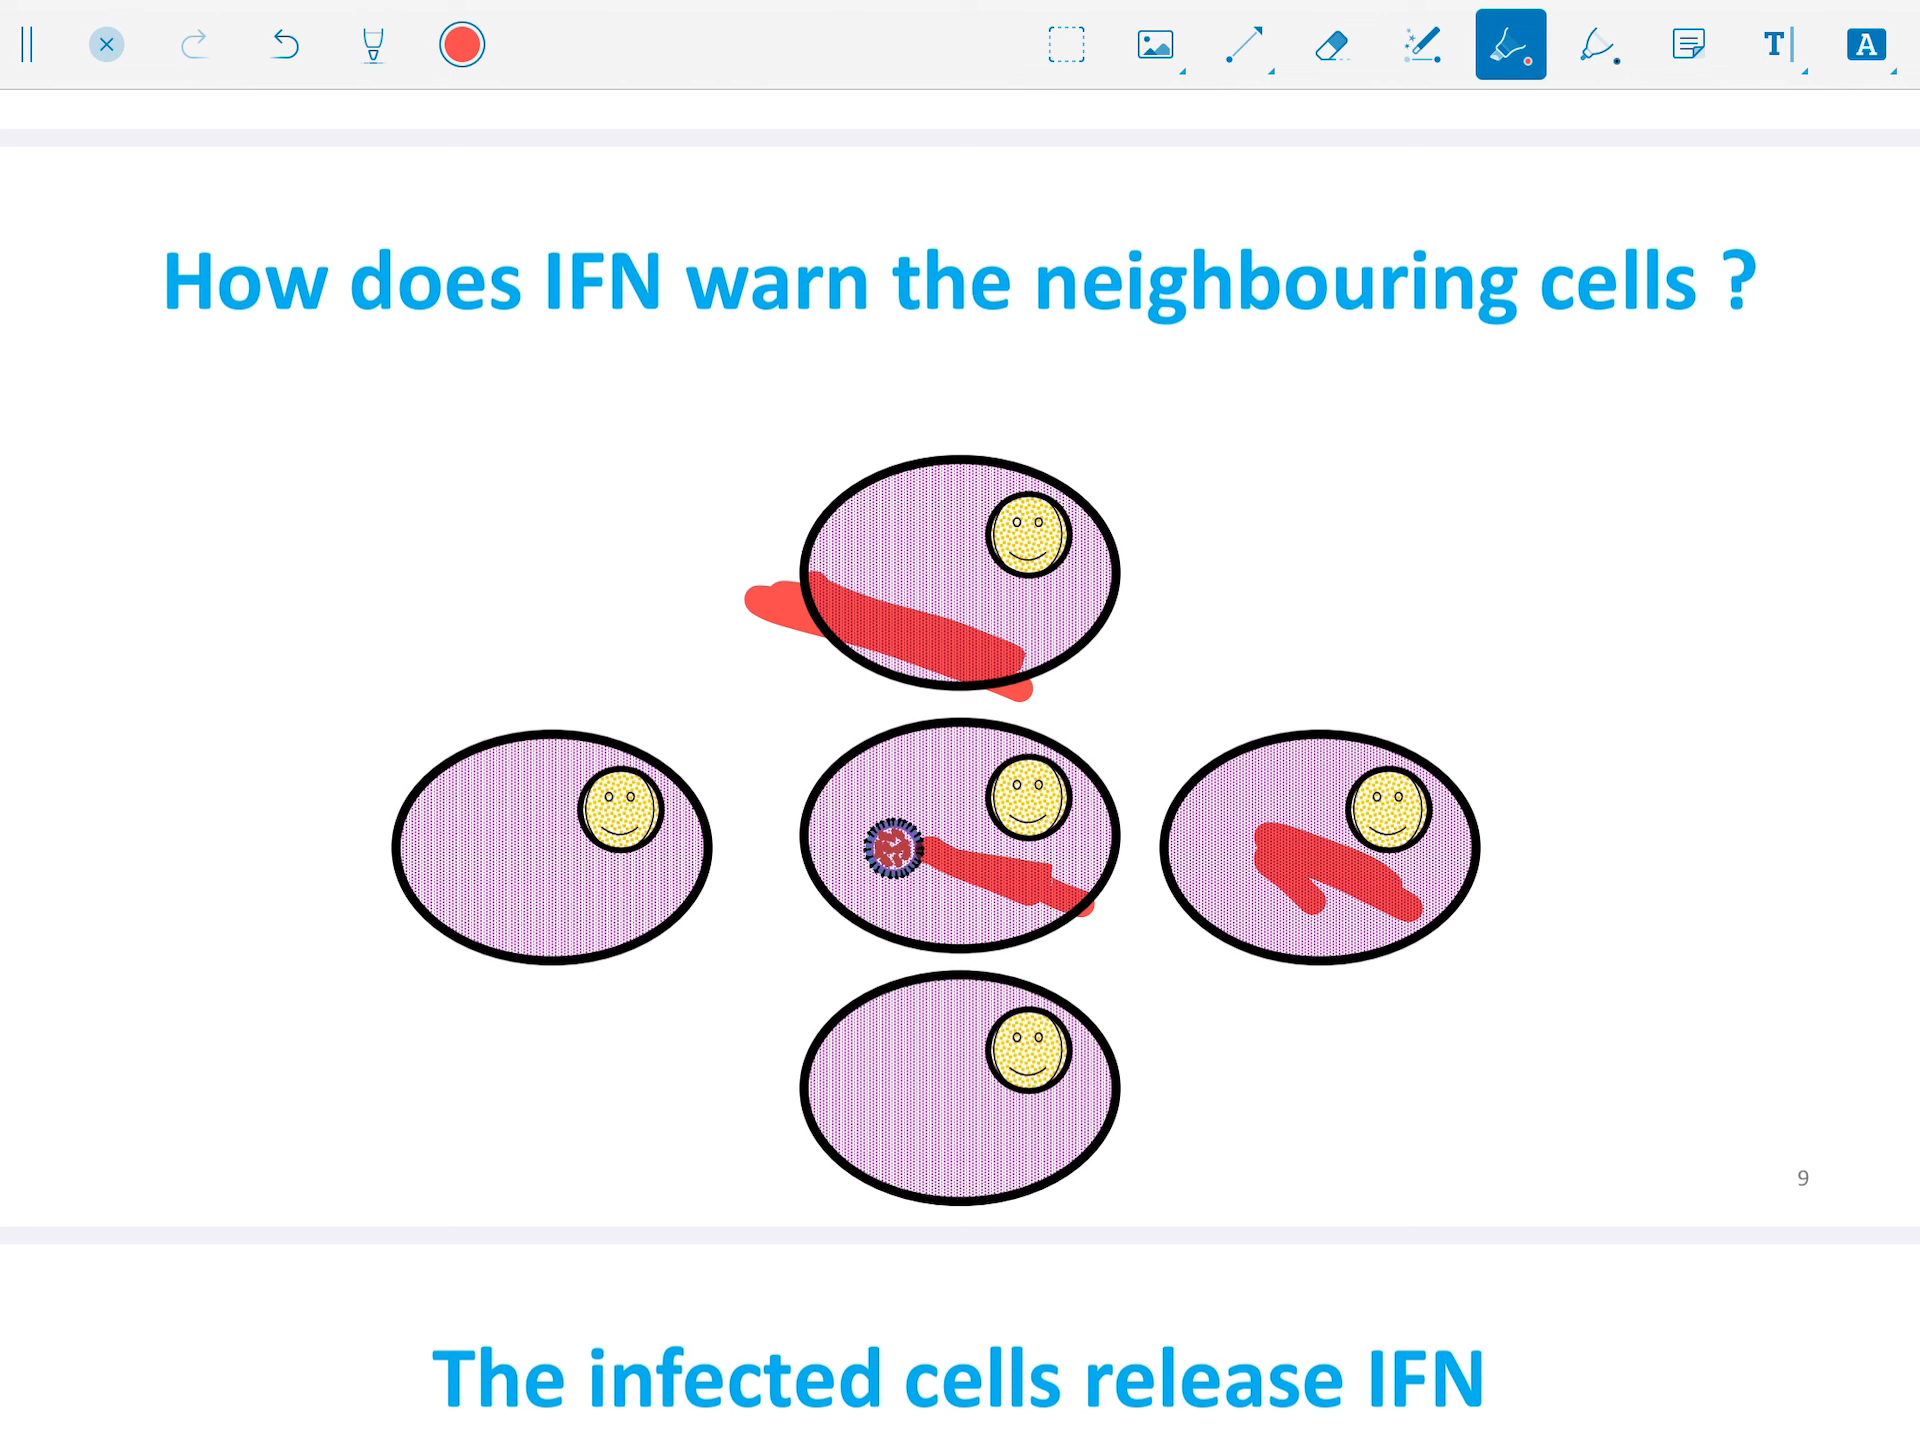 T
A
How does IFN warn the neighbouring cells ?
9
The infected cells release IFN